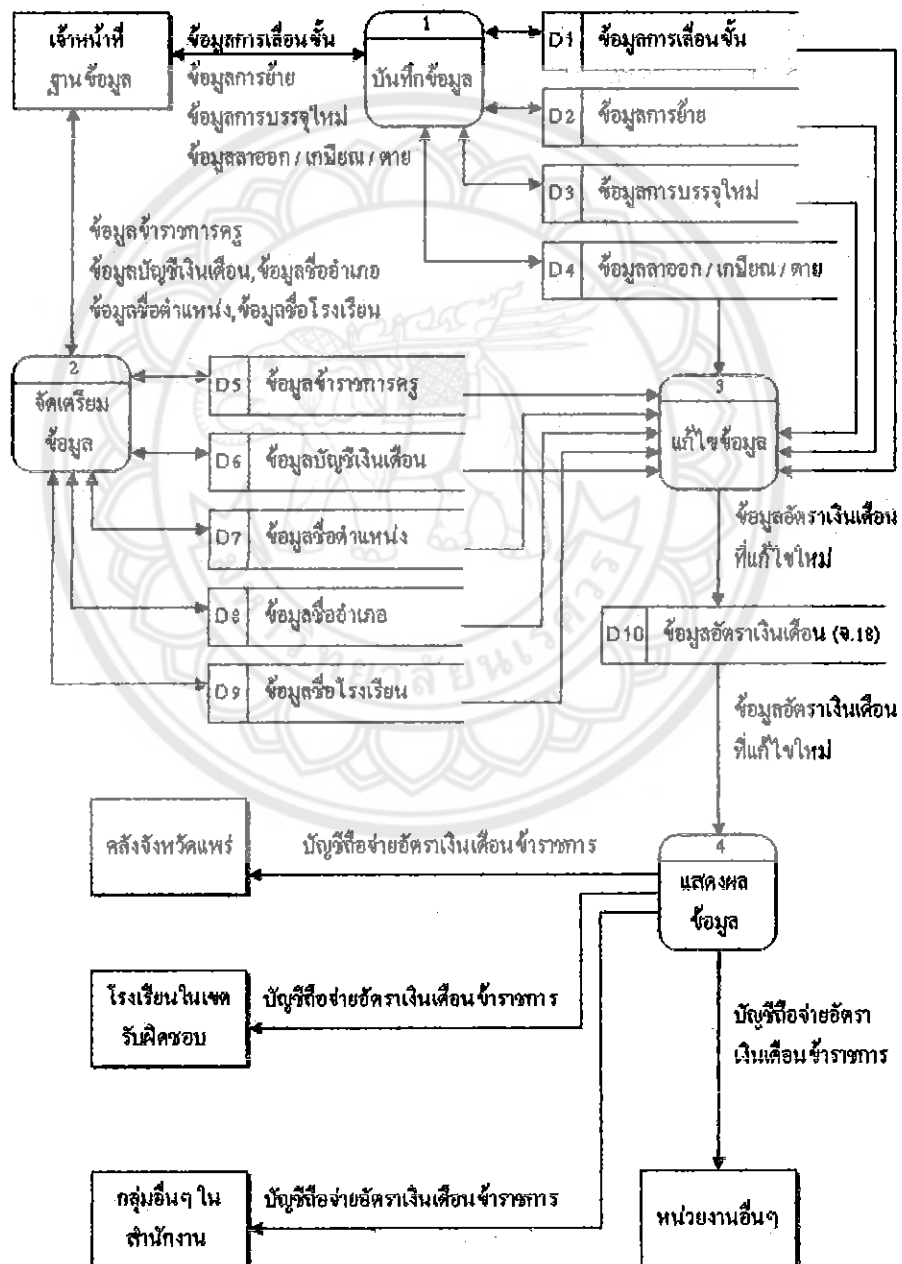 เจ้าหน้าที่
ฐานข้อมูล
ข้อมูลการเลื่อนขั้น
ข้อมูลการย้าย
ข้อมูลการบรรจุใหม่
ข้อมูลลาออก / เกษียณ / ตาย
1
บันทึกข้อมูล
D1 ข้อมูลการเลื่อนขั้น
D2 ข้อมูลการย้าย
D3 ข้อมูลการบรรจุใหม่
D4 ข้อมูลลาออก / เกษียณ / ตาย
ข้อมูลข้าราชการครู
ข้อมูลบัญชีเงินเดือน, ข้อมูลชื่ออำเภอ
ข้อมูลชื่อตำแหน่ง, ข้อมูลชื่อโรงเรียน
2
จัดเตรียม
ข้อมูล
D5 ข้อมูลข้าราชการครู
D6 ข้อมูลบัญชีเงินเดือน
D7 ข้อมูลชื่อตำแหน่ง
D8 ข้อมูลชื่ออำเภอ
D9 ข้อมูลชื่อโรงเรียน
3
แก้ไขข้อมูล
ข้อมูลอัตราเงินเดือน
ที่แก้ไขใหม่
D10 ข้อมูลอัตราเงินเดือน (จ.18)
ข้อมูลอัตราเงินเดือน
ที่แก้ไขใหม่
4
แสดงผล
ข้อมูล
คลังจังหวัดแพร่
บัญชีถือจ่ายอัตราเงินเดือนข้าราชการ
โรงเรียนในเขต
รับผิดชอบ
บัญชีถือจ่ายอัตราเงินเดือนข้าราชการ
บัญชีถือจ่ายอัตรา
เงินเดือนข้าราชการ
กลุ่มอื่นๆ ใน
สำนักงาน
บัญชีถือจ่ายอัตราเงินเดือนข้าราชการ
หน่วยงานอื่นๆ